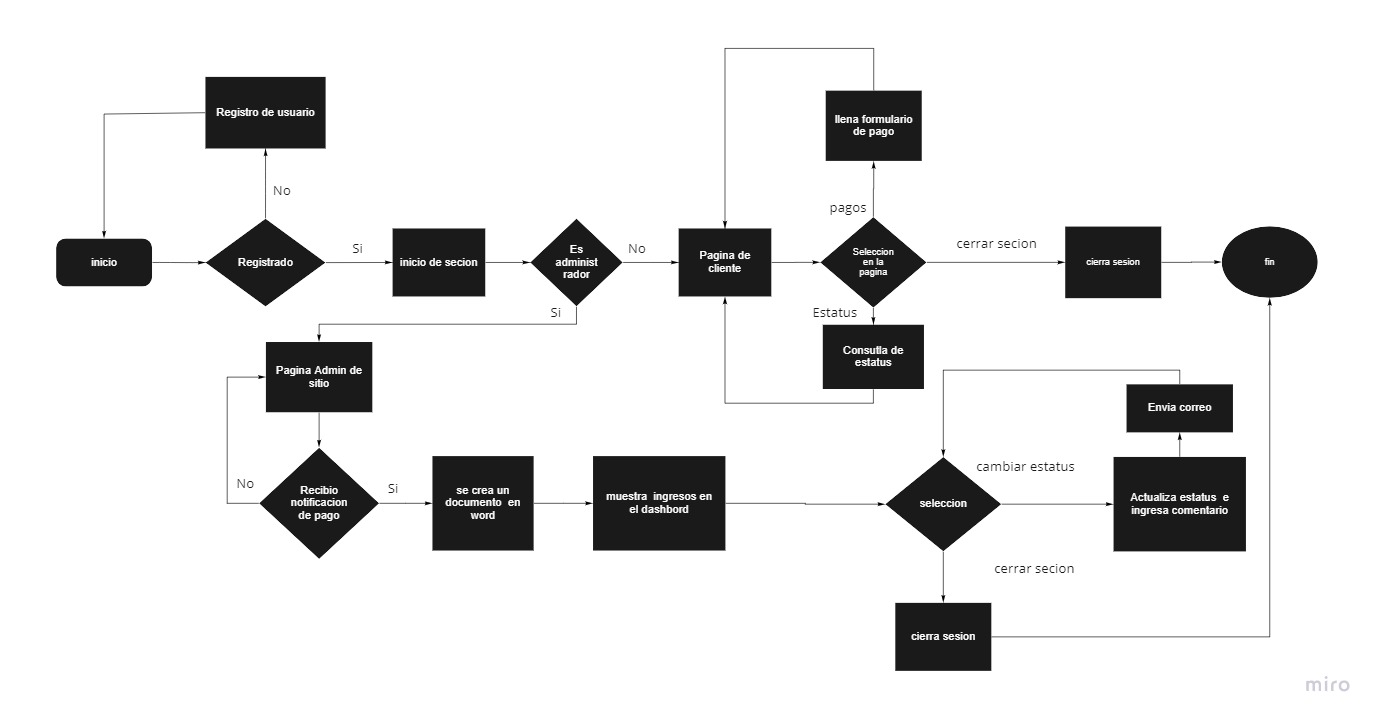 Registro de usuario
No
inicio
Registrado
Si
inicio de secion
Es
administ
rador
No
Si
Pagina de
cliente
llena formulario
de pago
pagos
Seleccion
en la
pagina
cerrar secion
cierra sesion
fin
Estatus
Consutla de
estatus
Pagina Admin de
sitio
No
Recibio
notificacion
de pago
Si
se crea un
documento en
word
muestra ingresos en
el dashbord
seleccion
cambiar estatus
Actualiza estatus e
ingresa comentario
Envia correo
cerrar secion
cierra sesion
miro